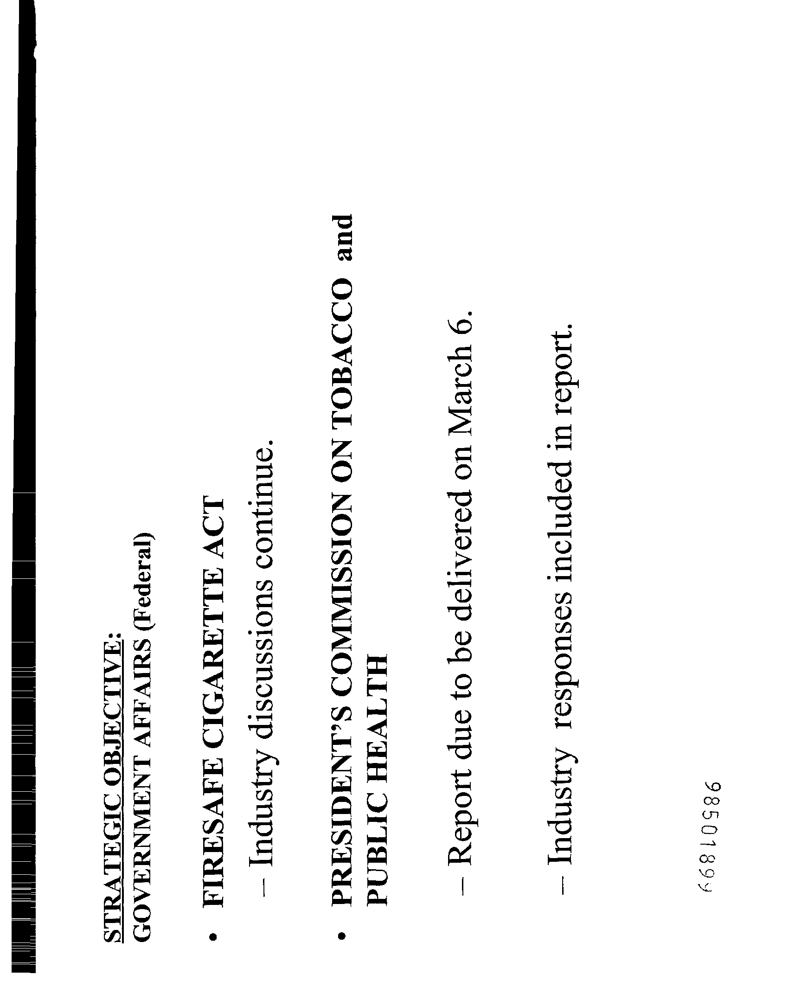 STRATEGIC OBJECTIVE:
GOVERNMENT AFFAIRS (Federal)
• FIRESAFE CIGARETTE ACT
– Industry discussions continue.
• PRESIDENT'S COMMISSION ON TOBACCO and
PUBLIC HEALTH
– Report due to be delivered on March 6.
– Industry responses included in report.
98501899